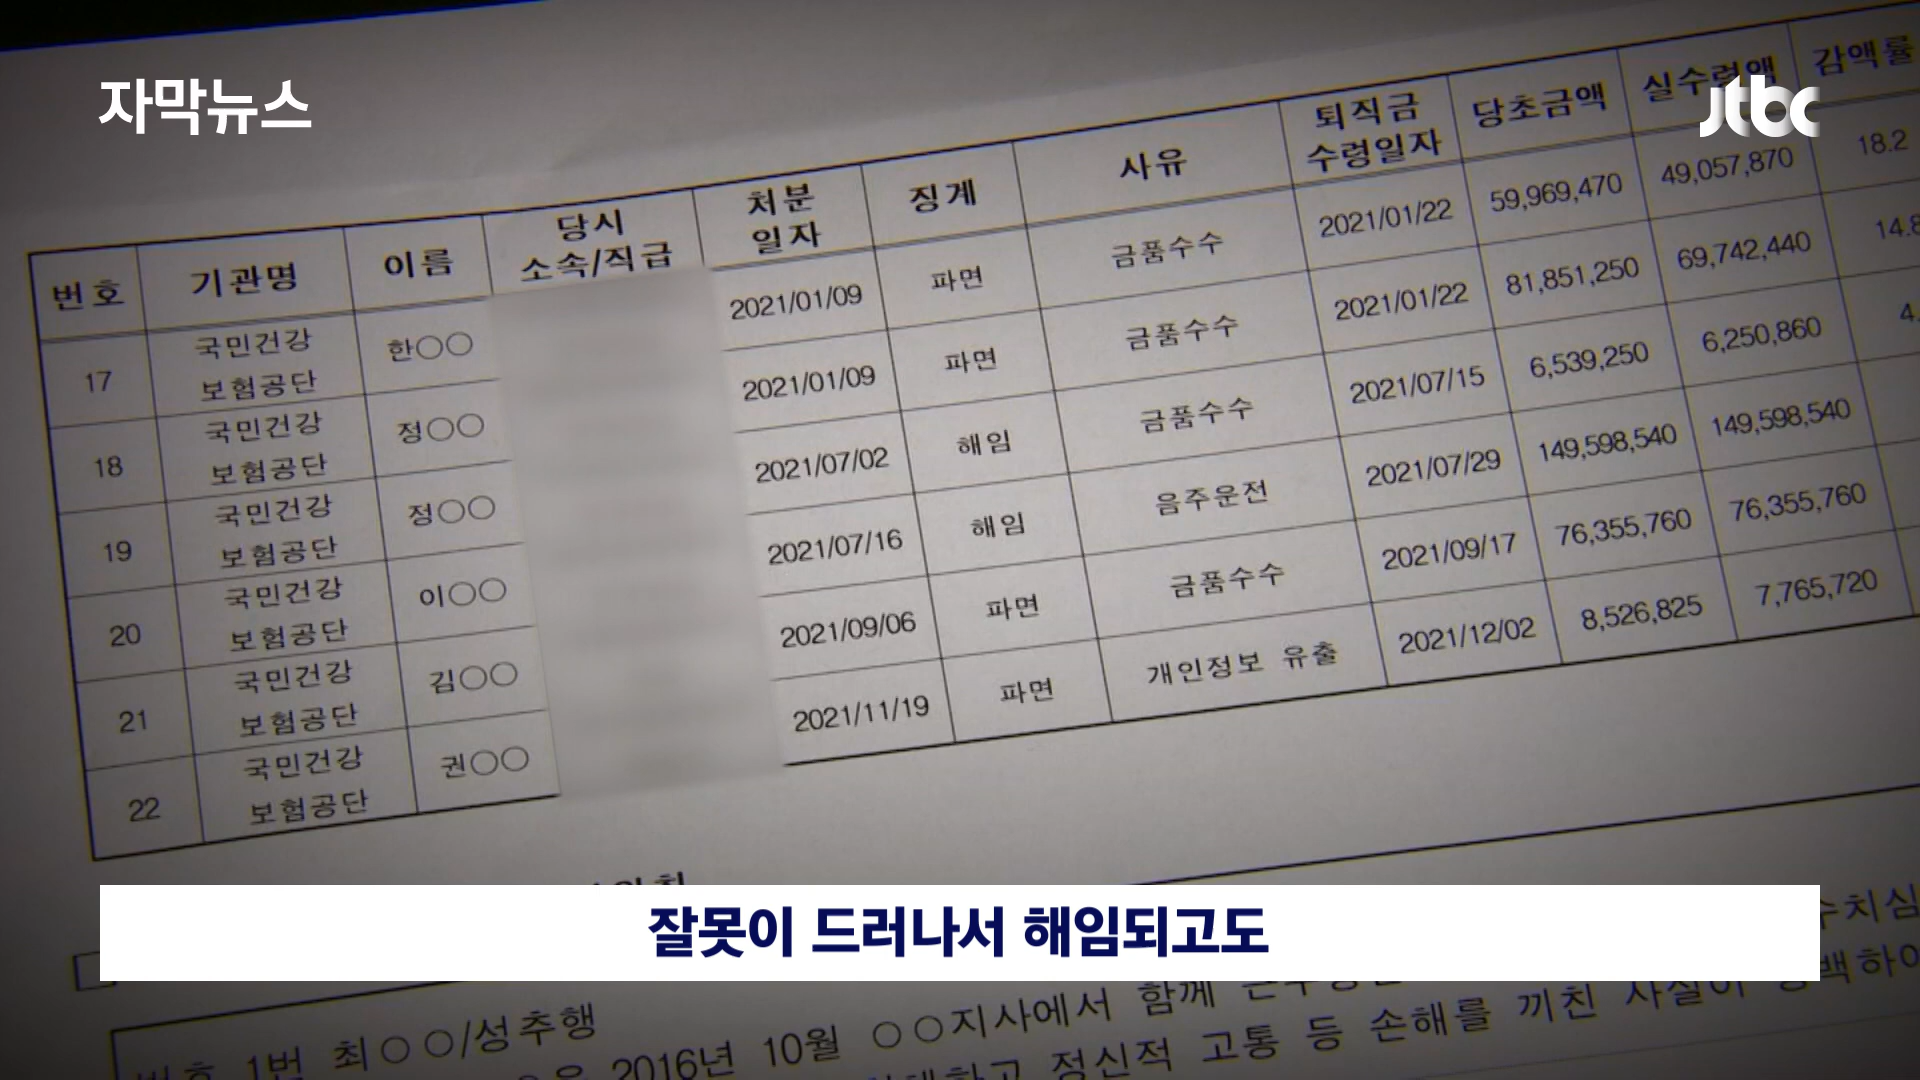 자막뉴스
jtbc
번호 기관명 이름 당시 소속/직급 처분 일자 징계 사유 퇴직금 수령일자 당초금액 실수령액 감액률
17 국민건강 보험공단 한○○ 2021/01/09 파면 금품수수 2021/01/22 59,969,470 49,057,870 18.2
18 국민건강 보험공단 정○○ 2021/01/09 파면 금품수수 2021/01/22 81,851,250 69,742,440 14.8
19 국민건강 보험공단 정○○ 2021/07/02 해임 금품수수 2021/07/15 6,539,250 6,250,860 4.
20 국민건강 보험공단 이○○ 2021/07/16 해임 음주운전 2021/07/29 149,598,540 149,598,540
21 국민건강 보험공단 김○○ 2021/09/06 파면 금품수수 2021/09/17 76,355,760 76,355,760
22 국민건강 보험공단 권○○ 2021/11/19 파면 개인정보 유출 2021/12/02 8,526,825 7,765,720
잘못이 드러나서 해임되고도
수치심
번호 1번 최○○/성추행
2016년 10월 ○○지사에서 함께
정신적 고통 등 손해를 끼친 사실이